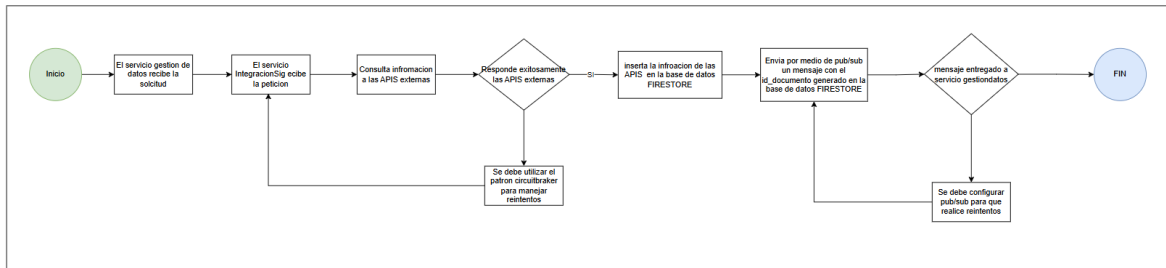 Inicio
El servicio gestion de
datos recibe la
solcitud
El servicio
IntegracionSig ecibe
la peticion
Consulta infromacion
a las APIS externas
Responde exitosamente
las APIS externas
SI
inserta la infroacion de las
APIS en la base de datos
FIRESTORE
Envia por medio de pub/sub
un mensaje con el
id_documento generado en la
base de datos FIRESTORE
mensaje entregado a
servicio gestiondatos
FIN
Se debe utilizar el
patron circuitbraker
para manejar
reintentos
Se debe configurar
pub/sub para que
realice reintentos